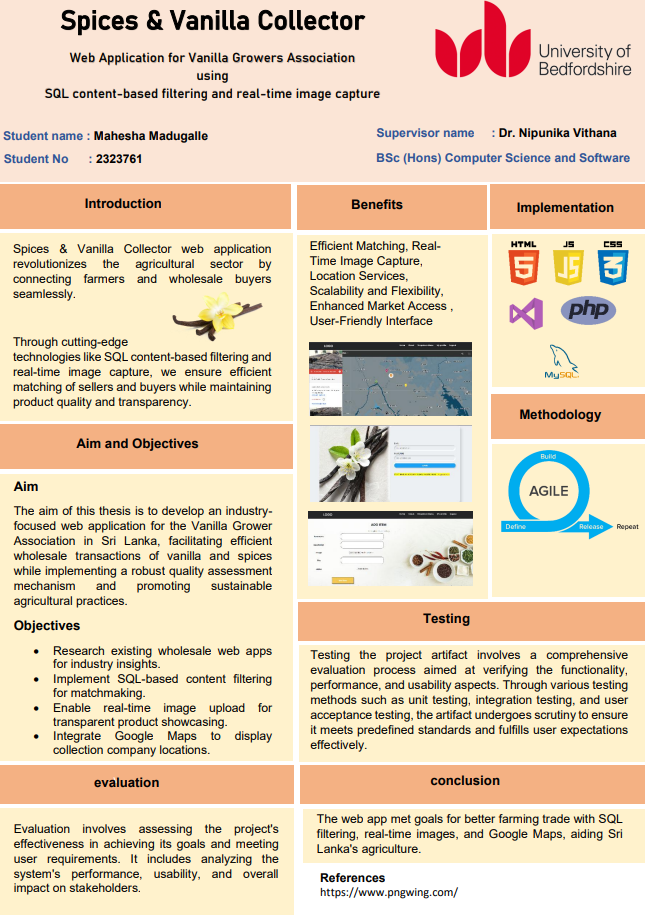 Spices & Vanilla Collector
Web Application for Vanilla Growers Association
using
SQL content-based filtering and real-time image capture
University of
Bedfordshire
Student name : Mahesha Madugalle
Student No : 2323761
Supervisor name : Dr. Nipunika Vithana
BSc (Hons) Computer Science and Software
Introduction
Spices & Vanilla Collector web application
revolutionizes the agricultural sector by
connecting farmers and wholesale buyers
seamlessly.
Through cutting-edge
technologies like SQL content-based filtering and
real-time image capture, we ensure efficient
matching of sellers and buyers while maintaining
product quality and transparency.
Aim and Objectives
Aim
The aim of this thesis is to develop an industry-
focused web application for the Vanilla Grower
Association in Sri Lanka, facilitating efficient
wholesale transactions of vanilla and spices
while implementing a robust quality assessment
mechanism and promoting sustainable
agricultural practices.
Objectives
• Research existing wholesale web apps
for industry insights.
• Implement SQL-based content filtering
for matchmaking.
• Enable real-time image upload for
transparent product showcasing.
• Integrate Google Maps to display
collection company locations.
Benefits
Efficient Matching, Real-
Time Image Capture,
Location Services,
Scalability and Flexibility,
Enhanced Market Access ,
User-Friendly Interface
LOGO
LOGO
ADD ITEM
Implementation
HTML JS CSS
5 JS 3
php
MySQL
Methodology
Build
AGILE
Define Release Repeat
Testing
Testing the project artifact involves a comprehensive
evaluation process aimed at verifying the functionality,
performance, and usability aspects. Through various testing
methods such as unit testing, integration testing, and user
acceptance testing, the artifact undergoes scrutiny to ensure
it meets predefined standards and fulfills user expectations
effectively.
evaluation
Evaluation involves assessing the project's
effectiveness in achieving its goals and meeting
user requirements. It includes analyzing the
system's performance, usability, and overall
impact on stakeholders.
conclusion
The web app met goals for better farming trade with SQL
filtering, real-time images, and Google Maps, aiding Sri
Lanka's agriculture.
References
https://www.pngwing.com/